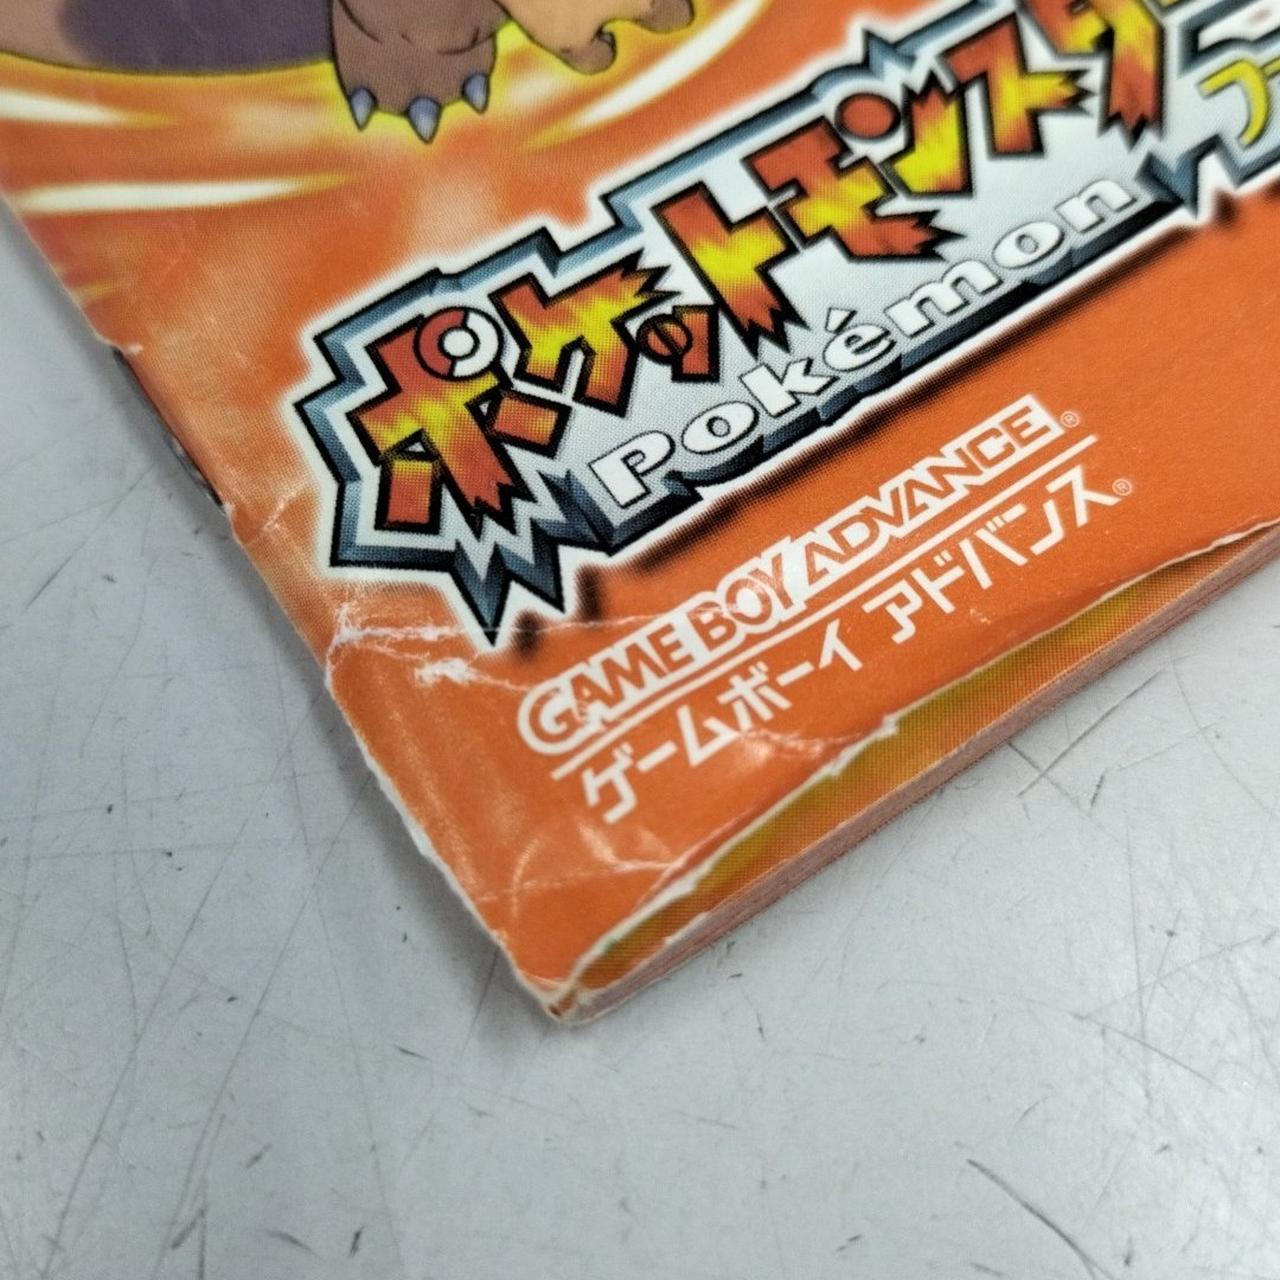 ポケットモンスター
Pokémon
GAME BOY ADVANCE®
ゲームボーイ アドバンス®